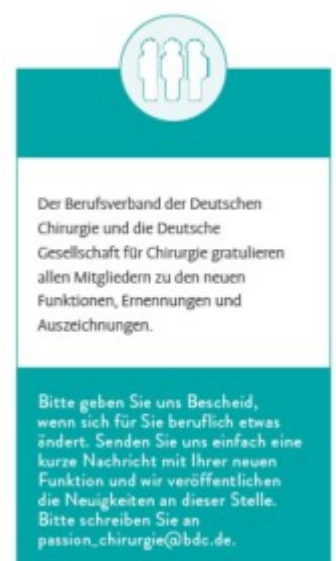 Der Berufsverband der Deutschen
Chirurgie und die Deutsche
Gesellschaft für Chirurgie gratulieren
allen Mitgliedern zu den neuen
Funktionen, Ernennungen und
Auszeichnungen.
Bitte geben Sie uns Bescheid,
wenn sich für Sie beruflich etwas
ändert. Senden Sie uns einfach eine
kurze Nachricht mit Ihrer neuen
Funktion und wir veröffentlichen
die Neuigkeiten an dieser Stelle.
Bitte schreiben Sie an
passion_chirurgie@bdc.de.